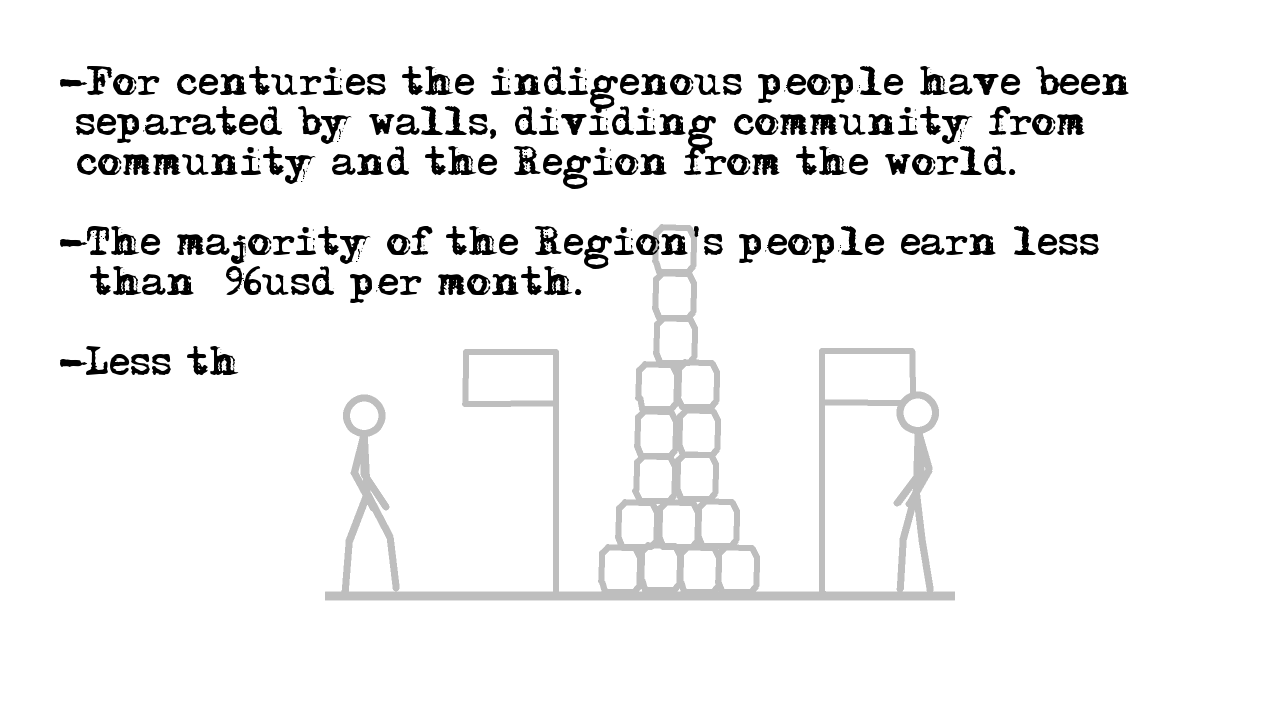 -For centuries the indigenous people have been
separated by walls, dividing community from
community and the Region from the world.
-The majority of the Region's people earn less
than 96usd per month.
-Less th